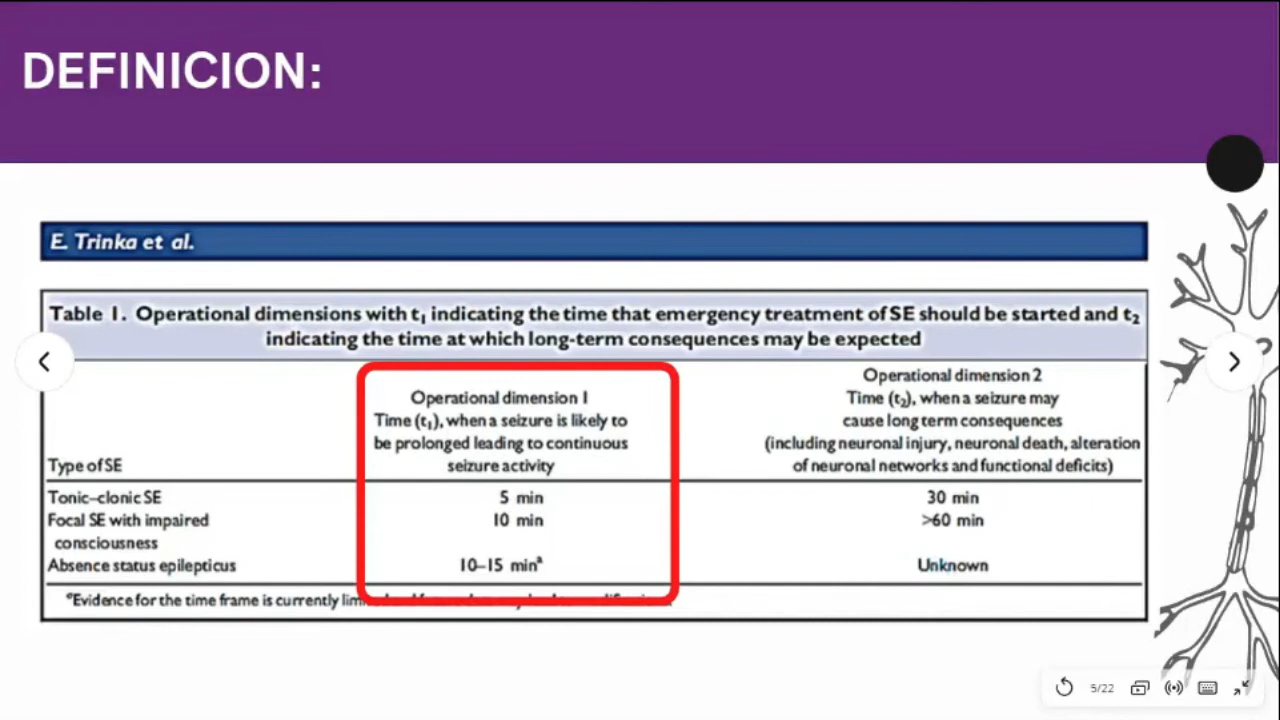 DEFINICION:
E. Trinka et al.
Table 1. Operational dimensions with t₁ indicating the time that emergency treatment of SE should be started and t₂
indicating the time at which long-term consequences may be expected
Type of SE
Operational dimension 1
Time (t₁), when a seizure is likely to
be prolonged leading to continuous
seizure activity
Operational dimension 2
Time (t₂), when a seizure may
cause long term consequences
(including neuronal injury, neuronal death, alteration
of neuronal networks and functional deficits)
Tonic–clonic SE 5 min 30 min
Focal SE with impaired 10 min >60 min
consciousness
Absence status epilepticus 10–15 minᵃ Unknown
ᵃEvidence for the time frame is currently
5/22